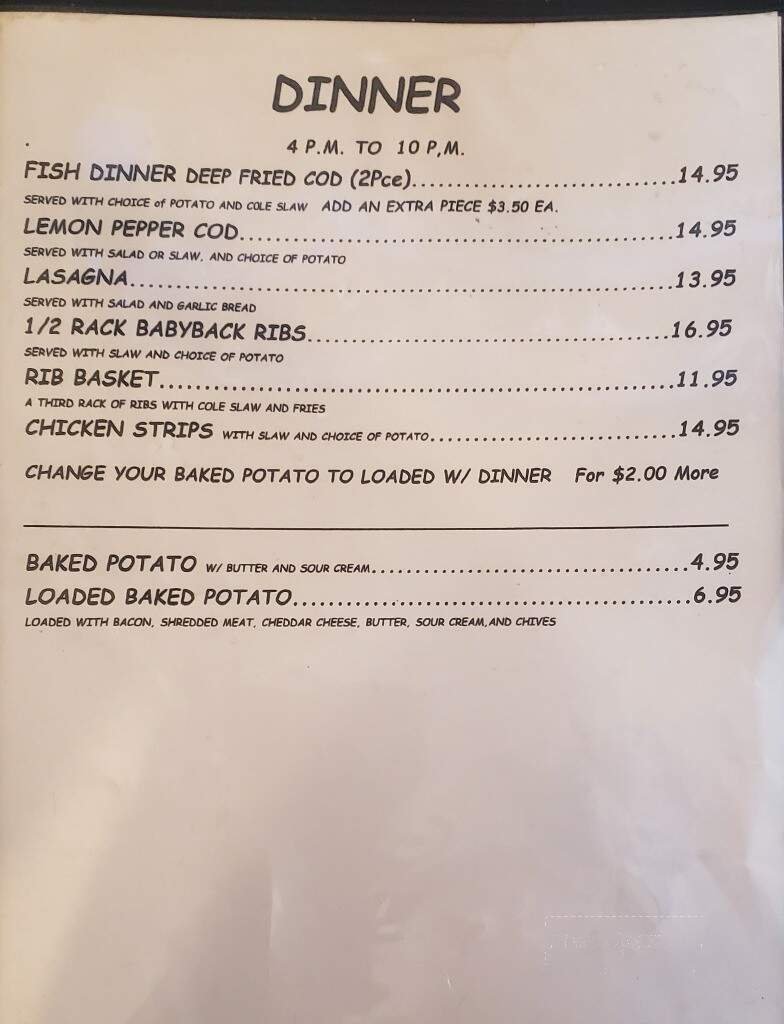 DINNER
4 P.M. TO 10 P,M.
FISH DINNER DEEP FRIED COD (2Pce)..............................14.95
SERVED WITH CHOICE of POTATO AND COLE SLAW ADD AN EXTRA PIECE $3.50 EA.
LEMON PEPPER COD..................................................14.95
SERVED WITH SALAD OR SLAW, AND CHOICE OF POTATO
LASAGNA...............................................................13.95
SERVED WITH SALAD AND GARLIC BREAD
1/2 RACK BABYBACK RIBS..........................................16.95
SERVED WITH SLAW AND CHOICE OF POTATO
RIB BASKET............................................................11.95
A THIRD RACK OF RIBS WITH COLE SLAW AND FRIES
CHICKEN STRIPS WITH SLAW AND CHOICE OF POTATO.............................14.95
CHANGE YOUR BAKED POTATO TO LOADED W/ DINNER For $2.00 More
BAKED POTATO W/ BUTTER AND SOUR CREAM.....................................4.95
LOADED BAKED POTATO..............................................6.95
LOADED WITH BACON, SHREDDED MEAT, CHEDDAR CHEESE, BUTTER, SOUR CREAM,AND CHIVES